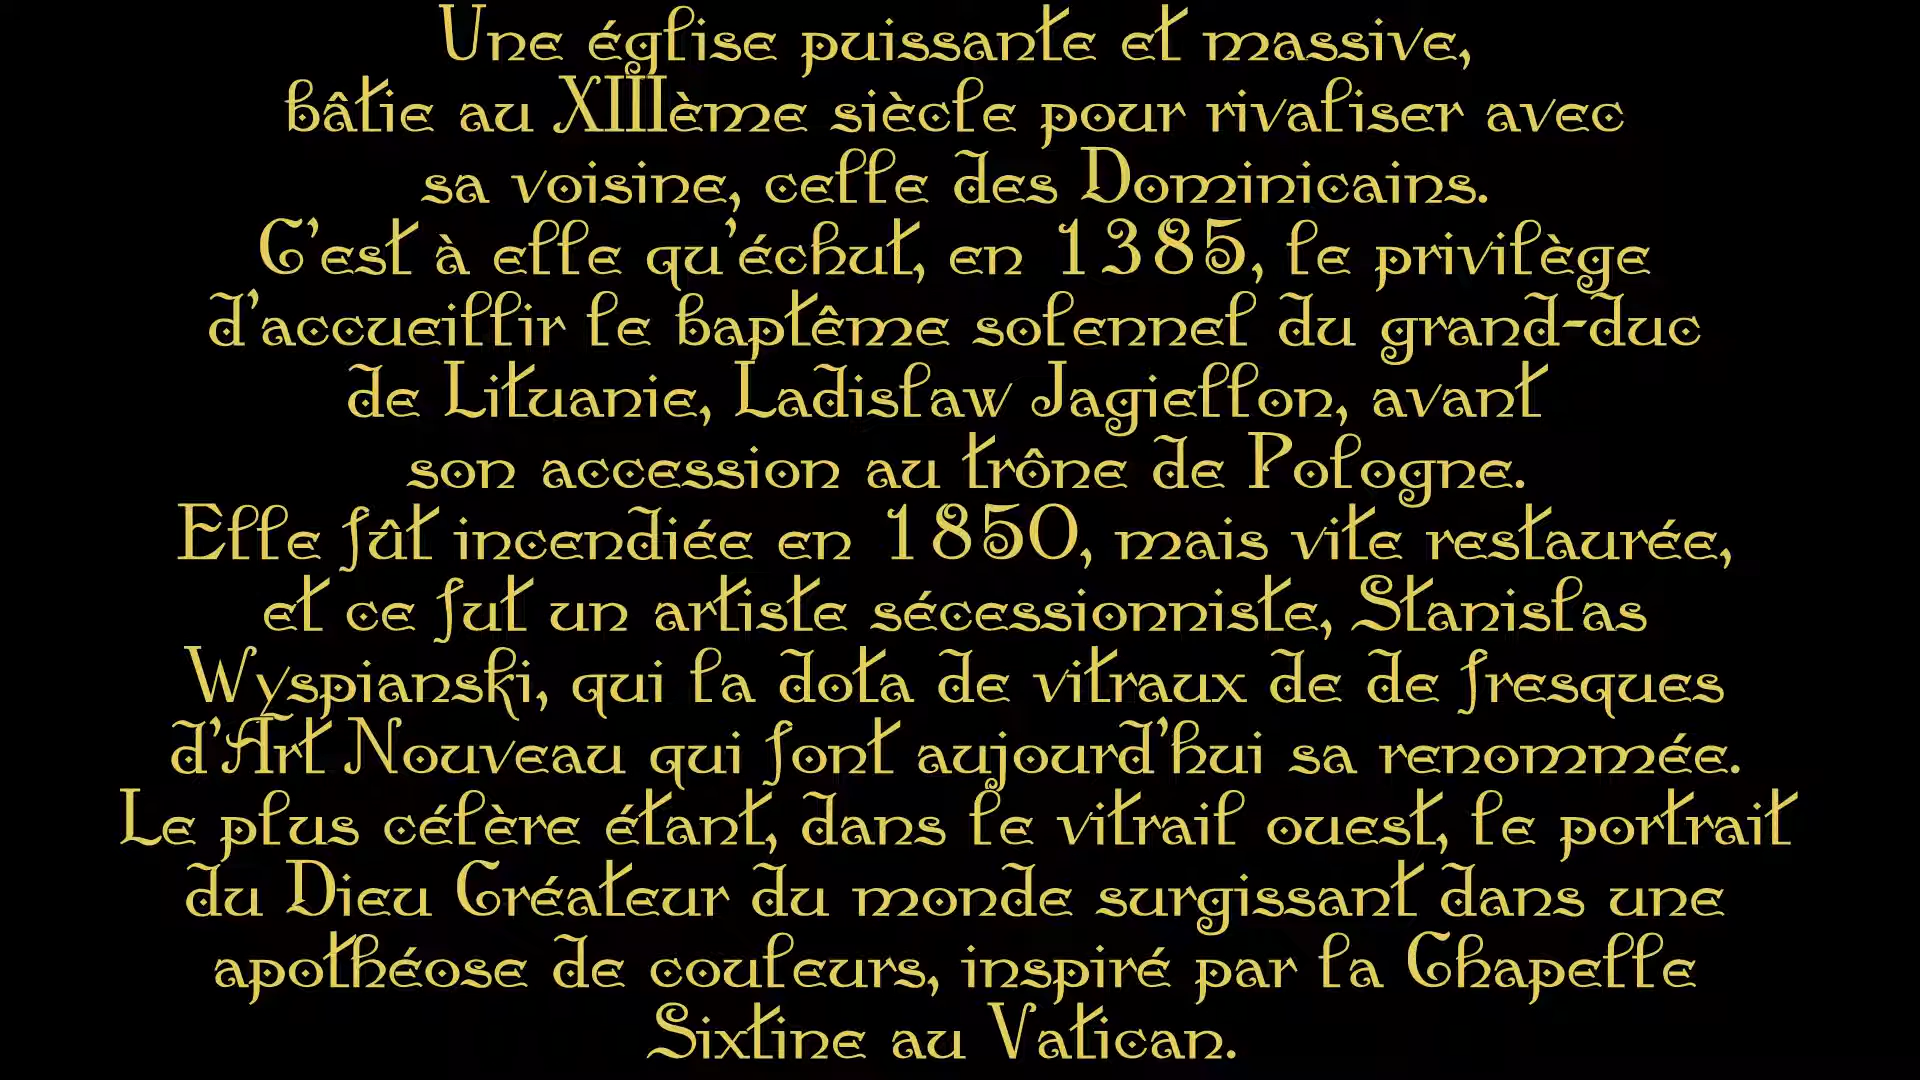 Une église puissante et massive,
bâtie au XIIIème siècle pour rivaliser avec
sa voisine, celle des Dominicains.
C'est à elle qu'échut, en 1385, le privilège
d'accueillir le baptême solennel du grand-duc
de Lituanie, Ladislaw Jagiellon, avant
son accession au trône de Pologne.
Elle fût incendiée en 1850, mais vite restaurée,
et ce fut un artiste sécessionniste, Stanislas
Wyspianski, qui la dota de vitraux de de fresques
d'Art Nouveau qui font aujourd'hui sa renommée.
Le plus célère étant, dans le vitrail ouest, le portrait
du Dieu Créateur du monde surgissant dans une
apothéose de couleurs, inspiré par la Chapelle
Sixtine au Vatican.